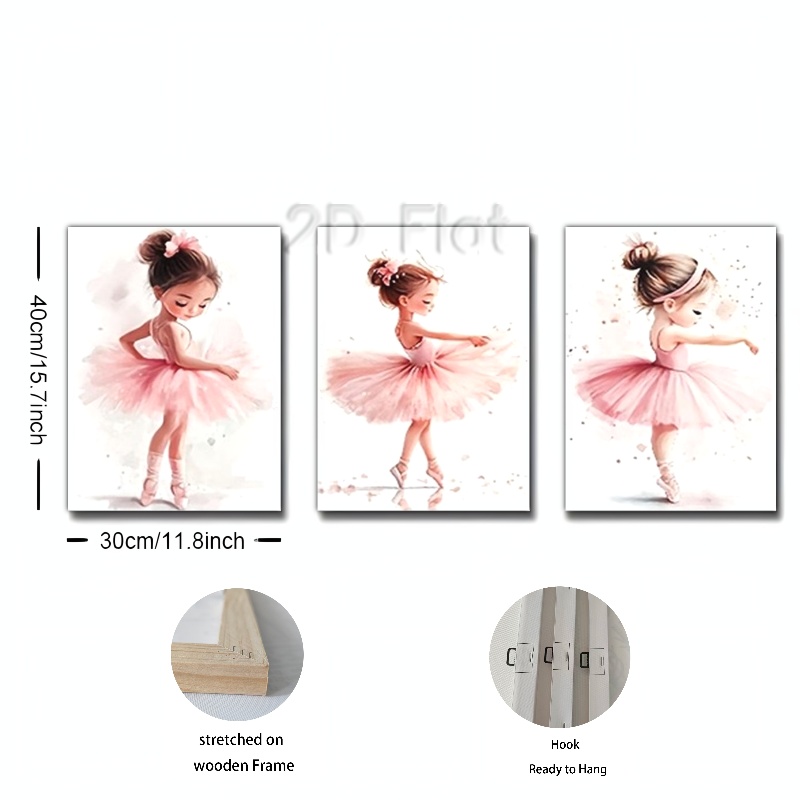 2D Flat
40cm/15.7inch
30cm/11.8inch
stretched on
wooden Frame
Hook
Ready to Hang